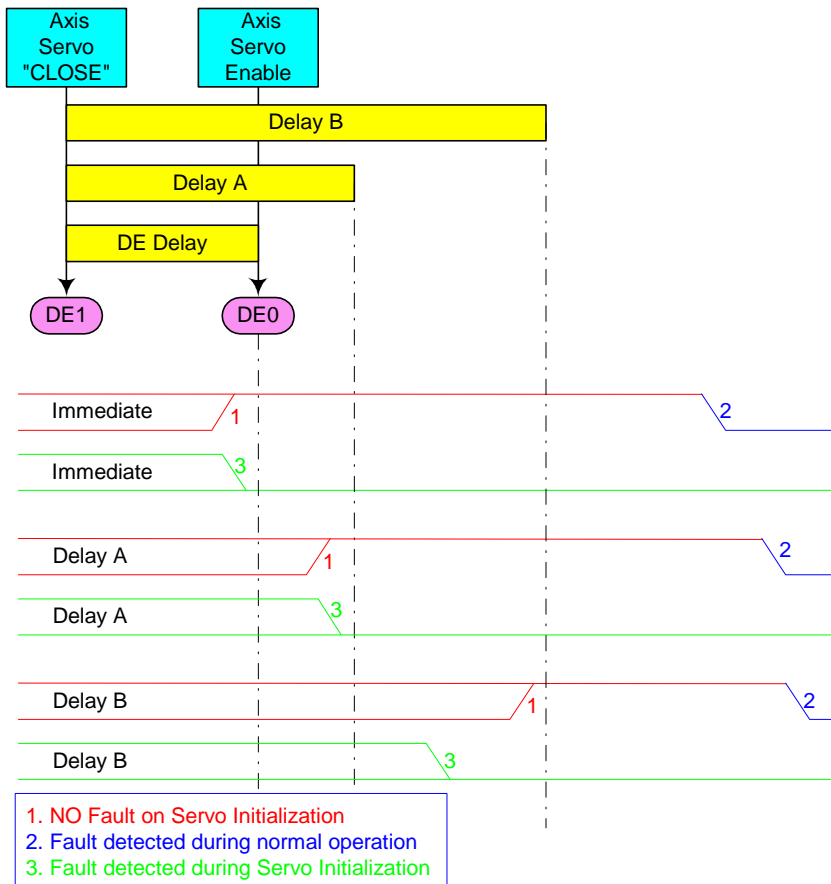 Axis
Servo
"CLOSE"
Axis
Servo
Enable
Delay B
Delay A
DE Delay
DE1
DE0
Immediate
1
2
Immediate
3
Delay A
1
2
Delay A
3
Delay B
1
2
Delay B
3
1. NO Fault on Servo Initialization
2. Fault detected during normal operation
3. Fault detected during Servo Initialization